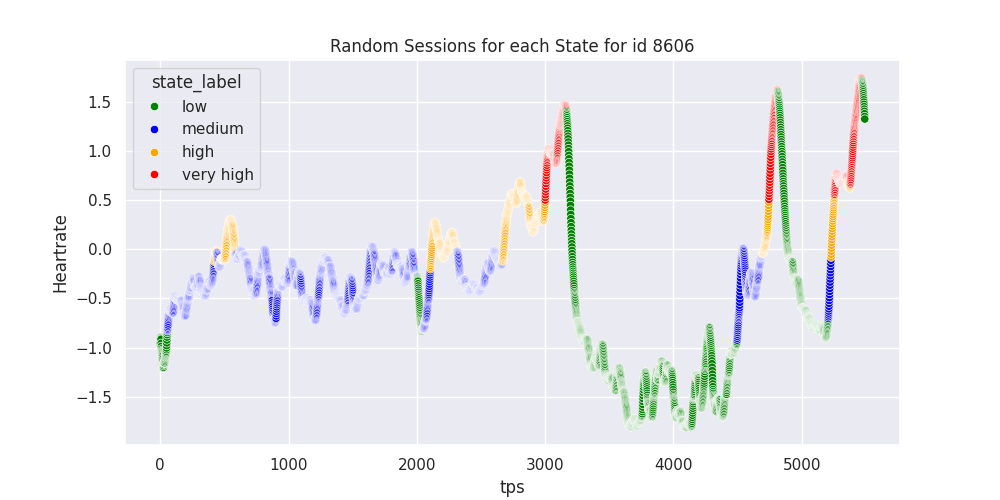 Random Sessions for each State for id 8606
state_label
low
medium
high
very high
Heartrate
1.5
1.0
0.5
0.0
−0.5
−1.0
−1.5
0 1000 2000 3000 4000 5000
tps